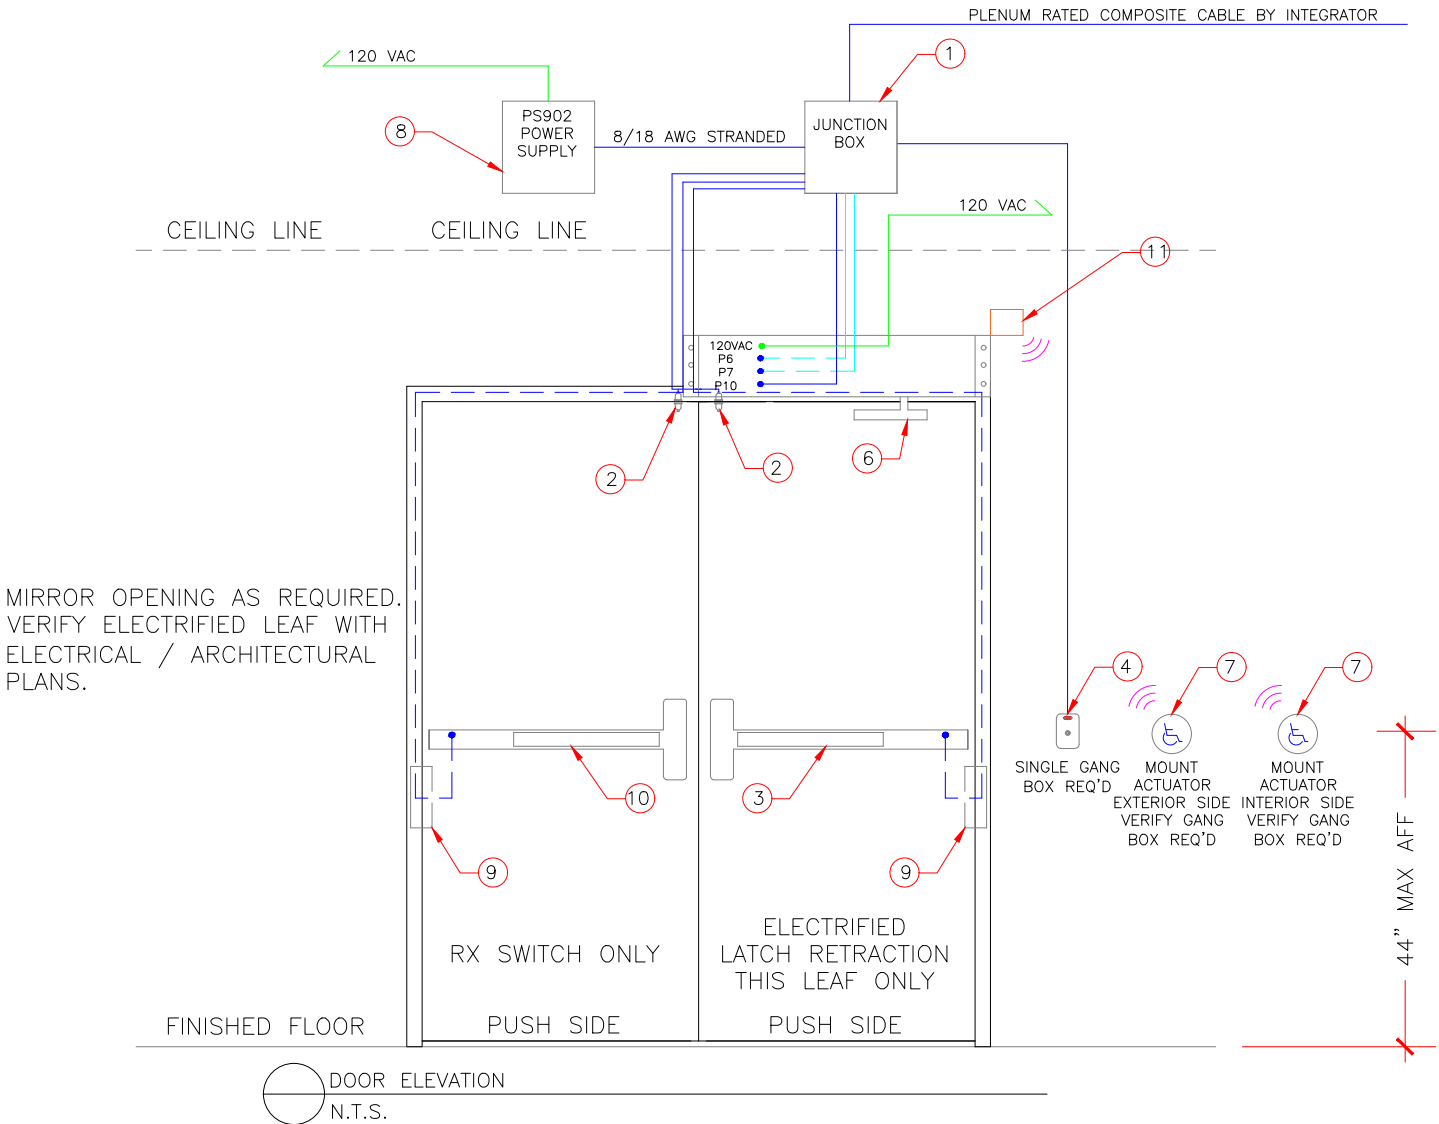 PLENUM RATED COMPOSITE CABLE BY INTEGRATOR
120 VAC
1
PS902
POWER
SUPPLY
8
8/18 AWG STRANDED
JUNCTION
BOX
120 VAC
CEILING LINE
CEILING LINE
11
120VAC
P6
P7
P10
2
2
6
MIRROR OPENING AS REQUIRED.
VERIFY ELECTRIFIED LEAF WITH
ELECTRICAL / ARCHITECTURAL
PLANS.
4
7
7
SINGLE GANG
BOX REQ'D
MOUNT
ACTUATOR
EXTERIOR SIDE
VERIFY GANG
BOX REQ'D
MOUNT
ACTUATOR
INTERIOR SIDE
VERIFY GANG
BOX REQ'D
10
3
9
9
44" MAX AFF
RX SWITCH ONLY
ELECTRIFIED
LATCH RETRACTION
THIS LEAF ONLY
FINISHED FLOOR
PUSH SIDE
PUSH SIDE
DOOR ELEVATION
N.T.S.